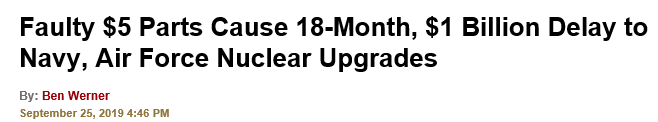 Faulty $5 Parts Cause 18-Month, $1 Billion Delay to
Navy, Air Force Nuclear Upgrades
By: Ben Werner
September 25, 2019 4:46 PM